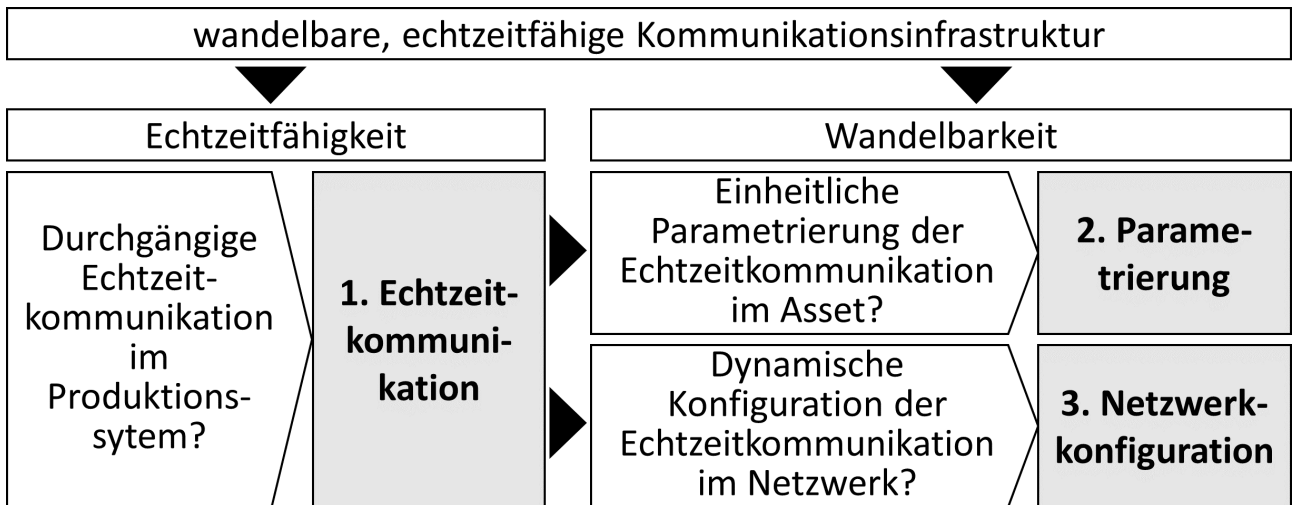 wandelbare, echtzeitfähige Kommunikationsinfrastruktur
Echtzeitfähigkeit
Wandelbarkeit
Durchgängige
Echtzeit-
kommunikation
im
Produktions-
sytem?
1. Echtzeit-
kommuni-
kation
Einheitliche
Parametrierung der
Echtzeitkommunikation
im Asset?
2. Parame-
trierung
Dynamische
Konfiguration der
Echtzeitkommunikation
im Netzwerk?
3. Netzwerk-
konfiguration